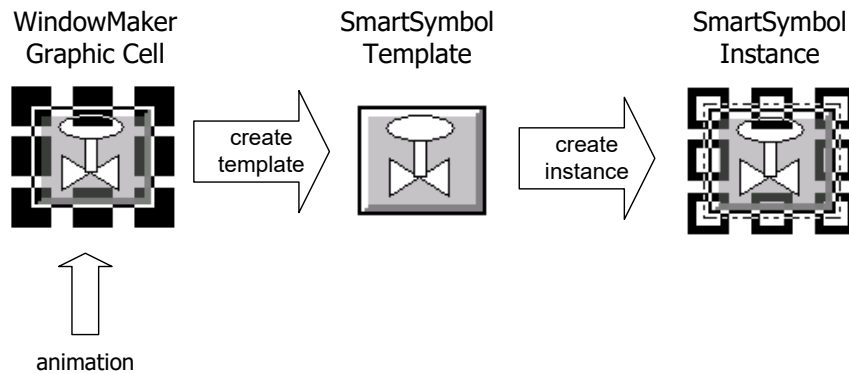 WindowMaker
Graphic Cell
SmartSymbol
Template
SmartSymbol
Instance
create
template
create
instance
animation